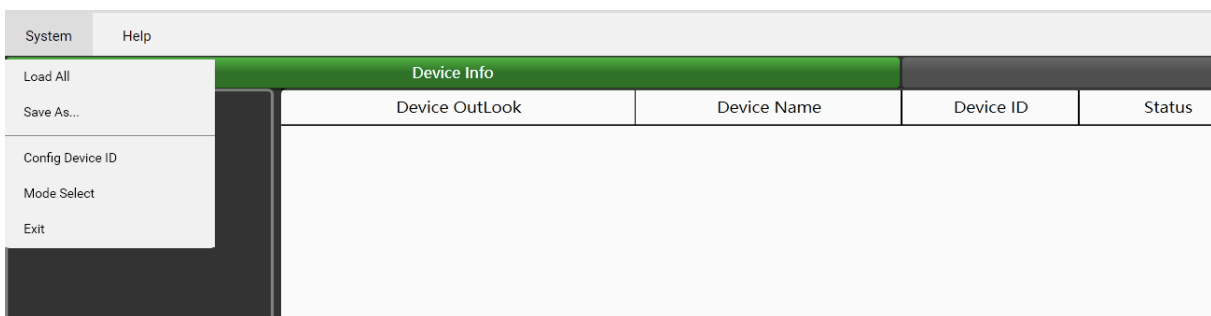 System Help
Load All
Device Info
Save As...
Device OutLook Device Name Device ID Status
Config Device ID
Mode Select
Exit